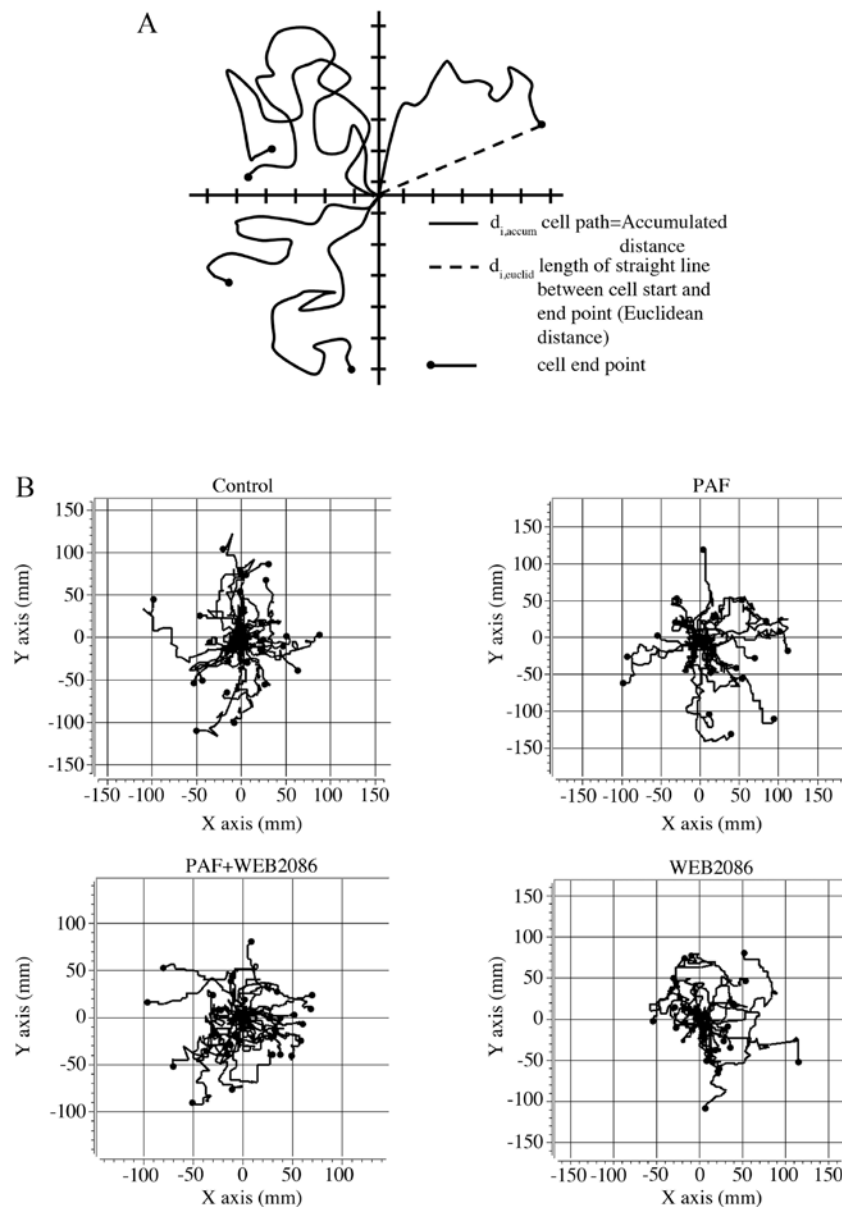 A
d i,accum cell path=Accumulated
distance
d i,euclid length of straight line
between cell start and
end point (Euclidean
distance)
cell end point
B
Control
150
100
50
0
-50
-100
-150
Y axis (mm)
-150 -100 -50 0 50 100 150
X axis (mm)
PAF
150
100
50
0
-50
-100
-150
Y axis (mm)
-150 -100 -50 0 50 100 150
X axis (mm)
PAF+WEB2086
100
50
0
-50
-100
Y axis (mm)
-100 -50 0 50 100
X axis (mm)
WEB2086
150
100
50
0
-50
-100
-150
Y axis (mm)
-150 -100 -50 0 50 100 150
X axis (mm)